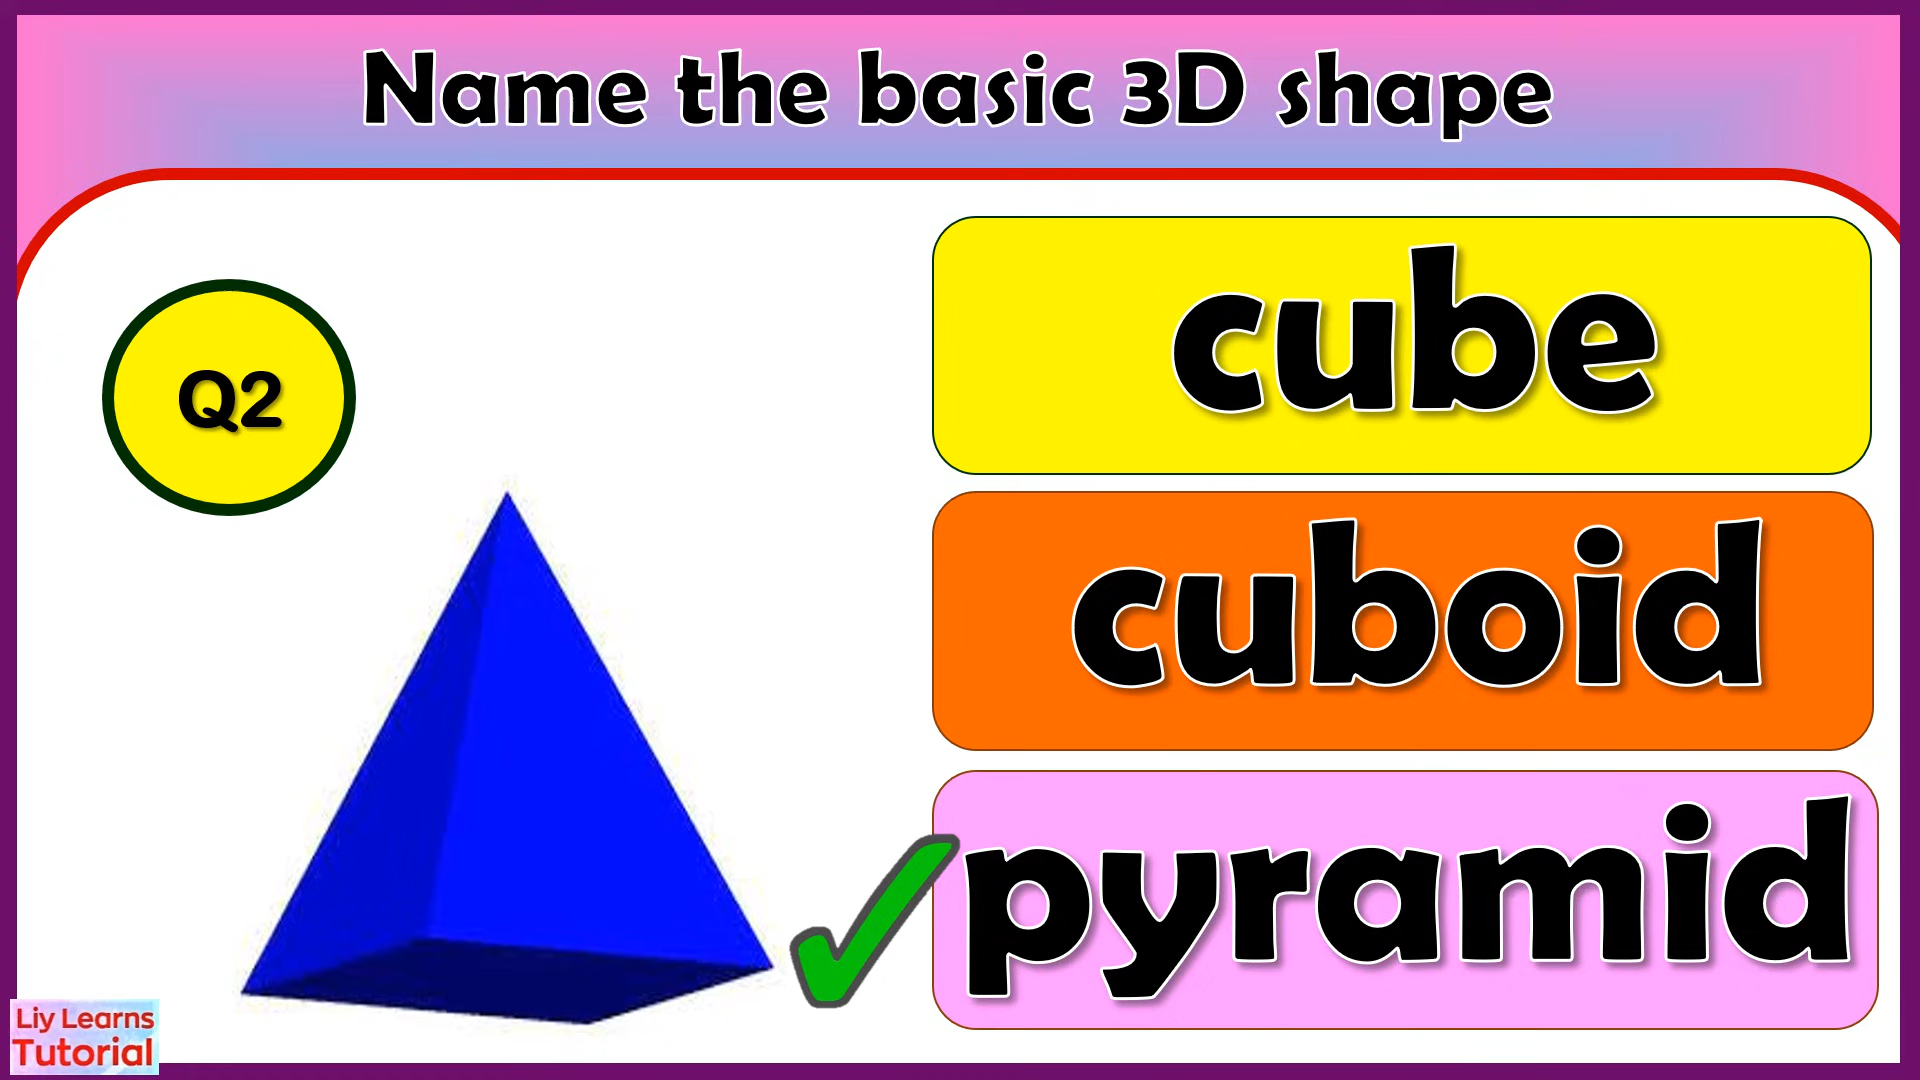 Name the basic 3D shape
Q2
cube
cuboid
pyramid
Liy Learns
Tutorial